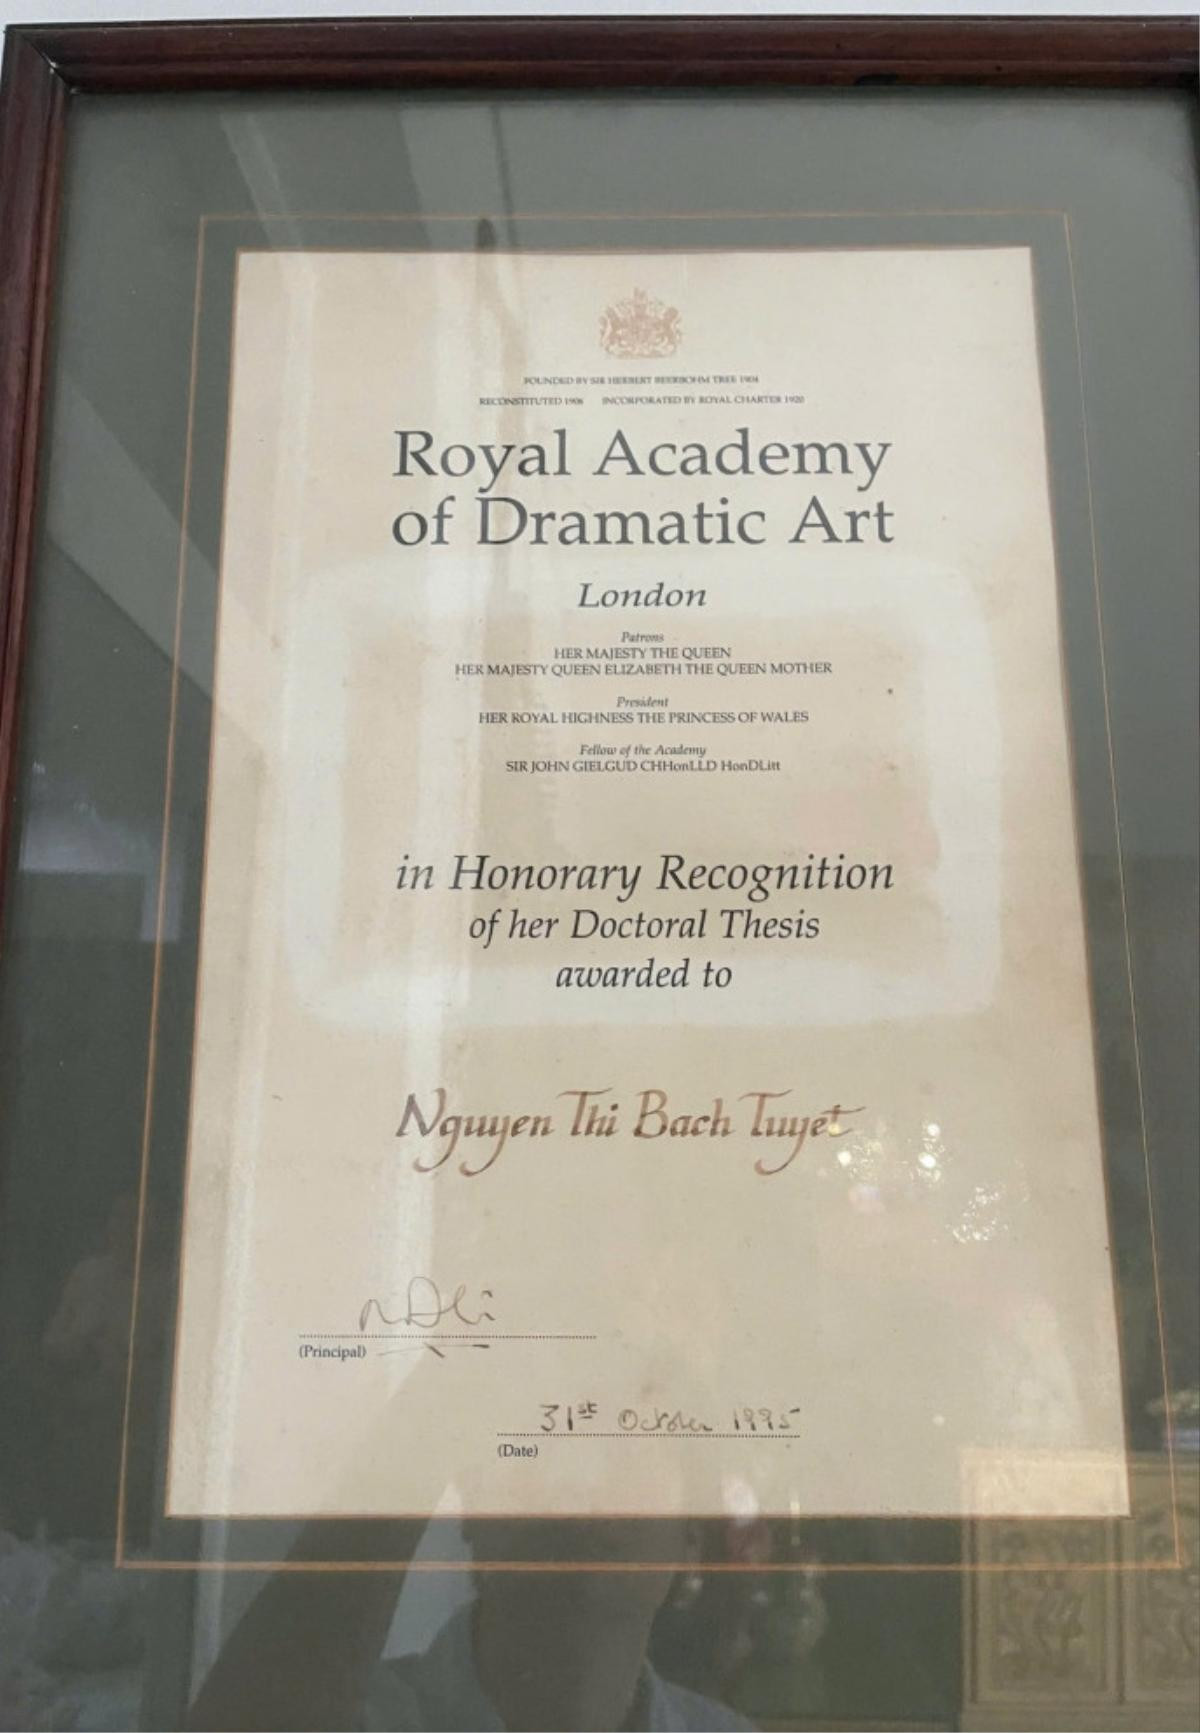 FOUNDED BY SIR HERBERT BEERBOHM TREE 1904
RECONSTITUTED 1906 INCORPORATED BY ROYAL CHARTER 1920
Royal Academy
of Dramatic Art
London
Patrons
HER MAJESTY THE QUEEN
HER MAJESTY QUEEN ELIZABETH THE QUEEN MOTHER
President
HER ROYAL HIGHNESS THE PRINCESS OF WALES
Fellow of the Academy
SIR JOHN GIELGUD CHHonLLD HonDLitt
in Honorary Recognition
of her Doctoral Thesis
awarded to
Nguyen Thi Bach Tuyet
(Principal)
31st October 1995
(Date)